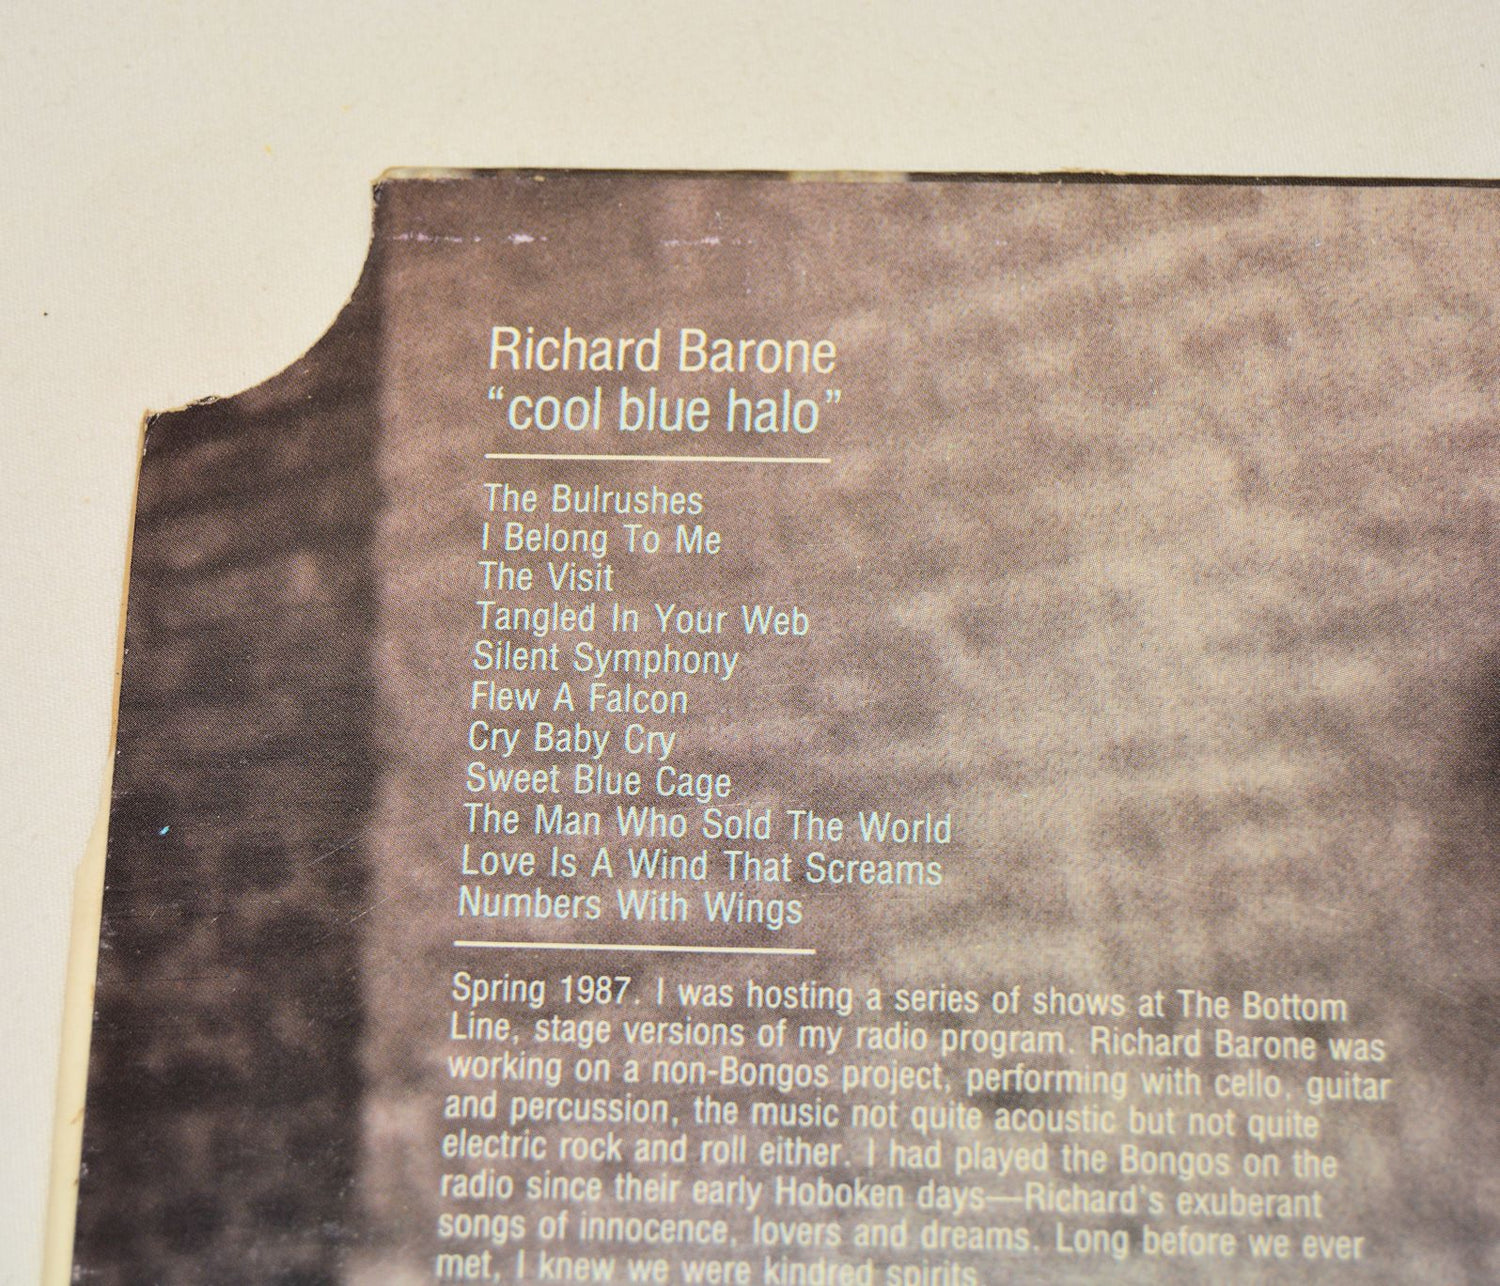 Richard Barone
“cool blue halo”
The Bulrushes
I Belong To Me
The Visit
Tangled In Your Web
Silent Symphony
Flew A Falcon
Cry Baby Cry
Sweet Blue Cage
The Man Who Sold The World
Love Is A Wind That Screams
Numbers With Wings
Spring 1987. I was hosting a series of shows at The Bottom
Line, stage versions of my radio program. Richard Barone was
working on a non-Bongos project, performing with cello, guitar
and percussion, the music not quite acoustic but not quite
electric rock and roll either. I had played the Bongos on the
radio since their early Hoboken days—Richard's exuberant
songs of innocence, lovers and dreams. Long before we ever
met, I knew we were kindred spirits.